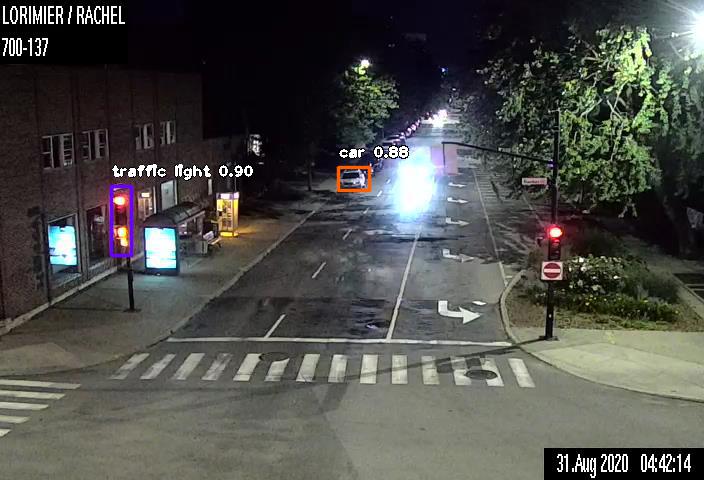 LORIMIER / RACHEL
700-137
car 0.88
traffic light 0.90
31.Aug 2020 04:42:14